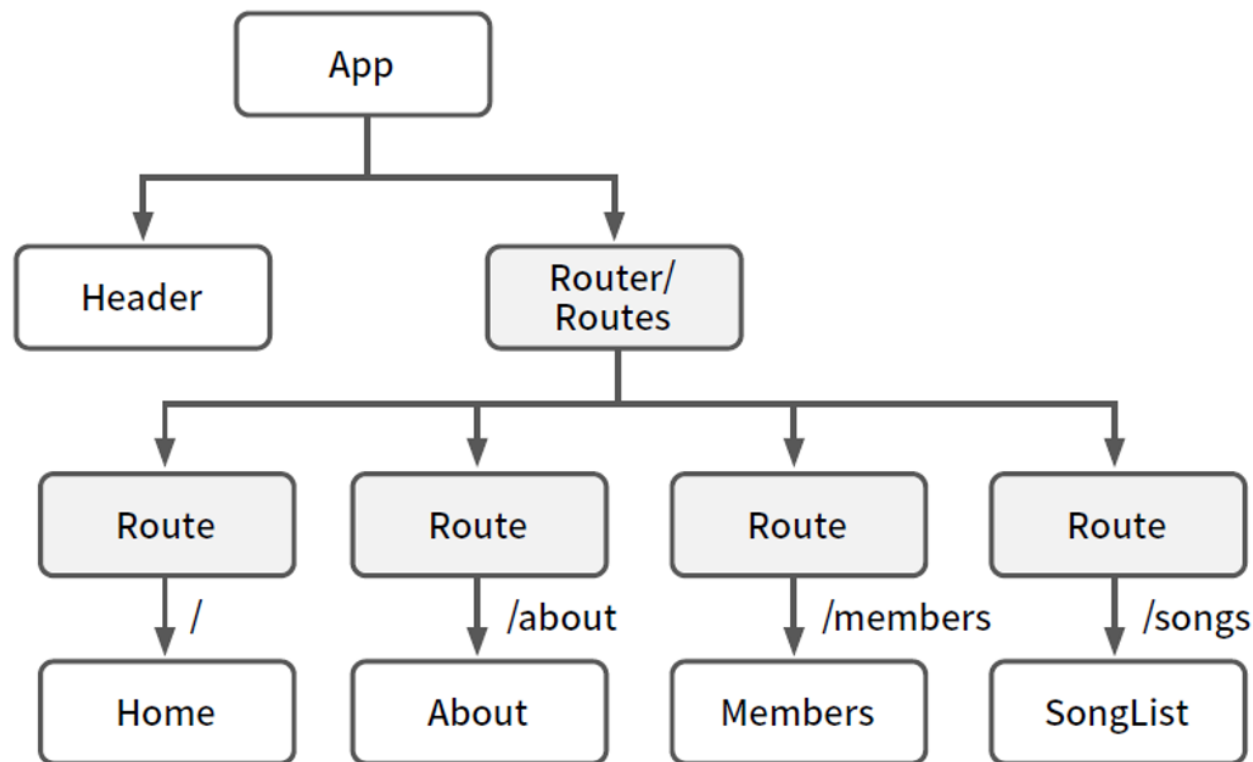 App
Header
Router/
Routes
Route
Route
Route
Route
/
/about
/members
/songs
Home
About
Members
SongList